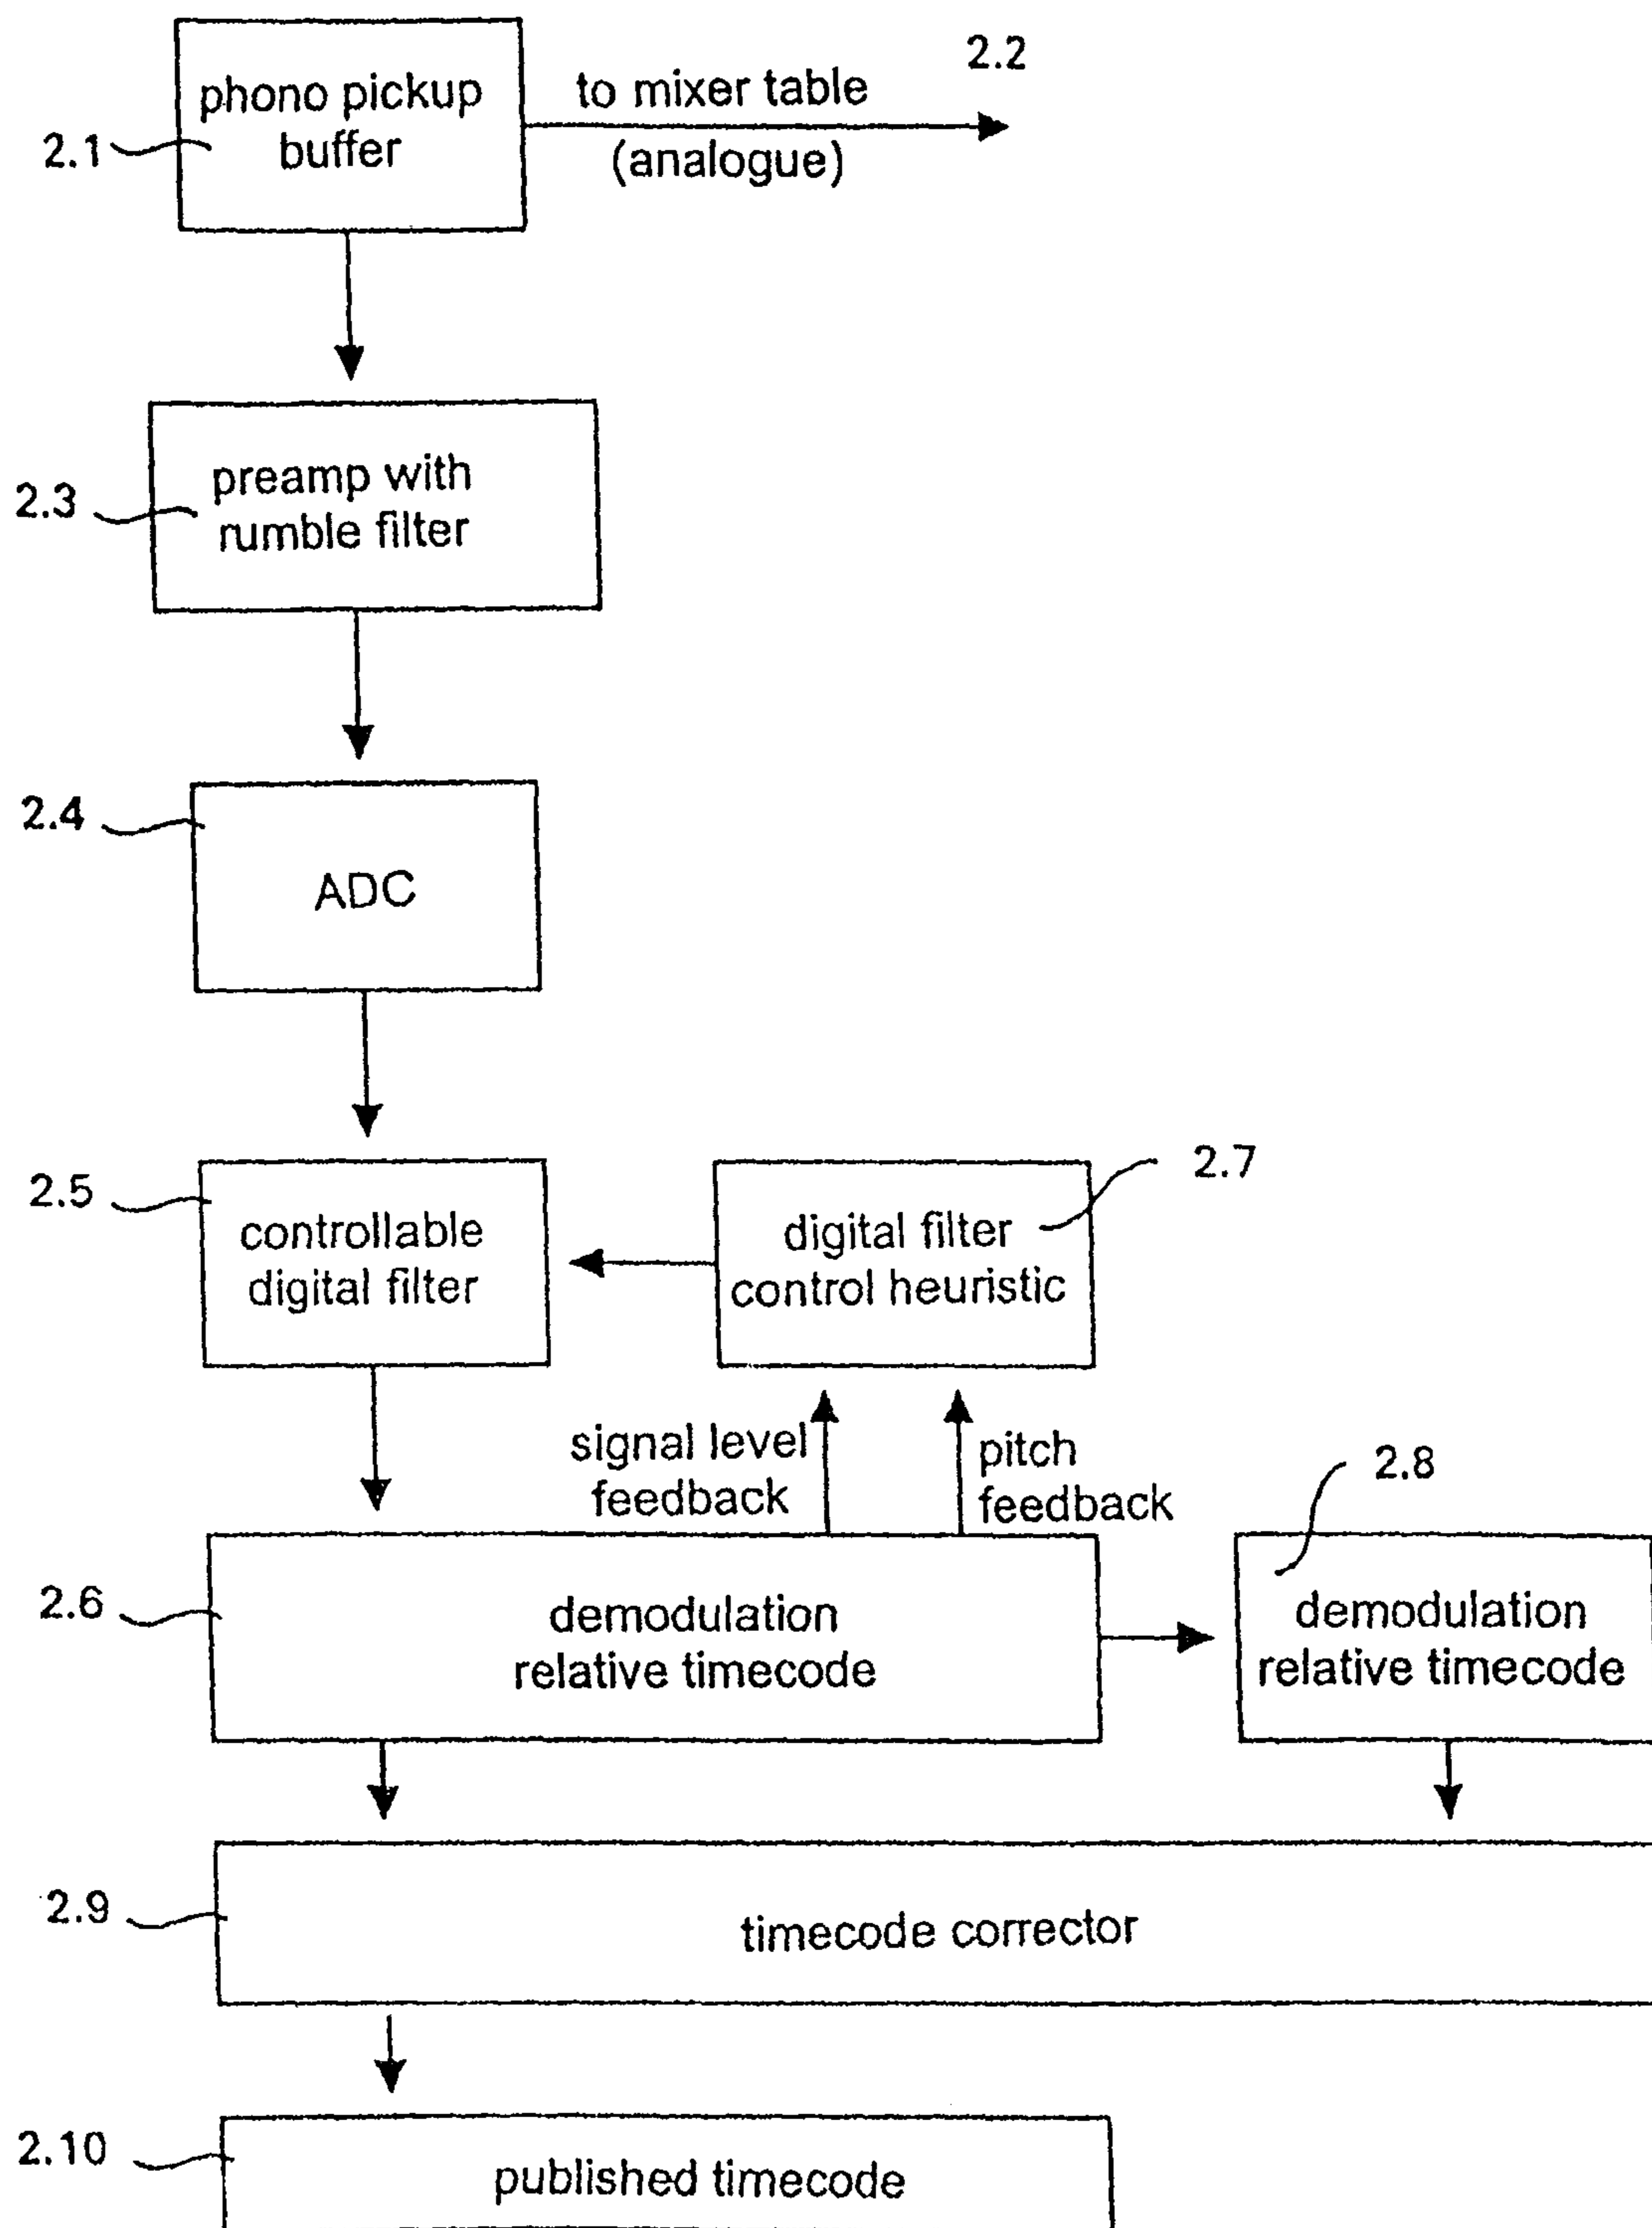 2.2
phono pickup
buffer
to mixer table
(analogue)
2.1
preamp with
rumble filter
2.3
2.4
ADC
2.5
controllable
digital filter
2.7
digital filter
control heuristic
signal level
feedback
pitch
feedback
2.8
2.6
demodulation
relative timecode
demodulation
relative timecode
2.9
timecode corrector
2.10
published timecode